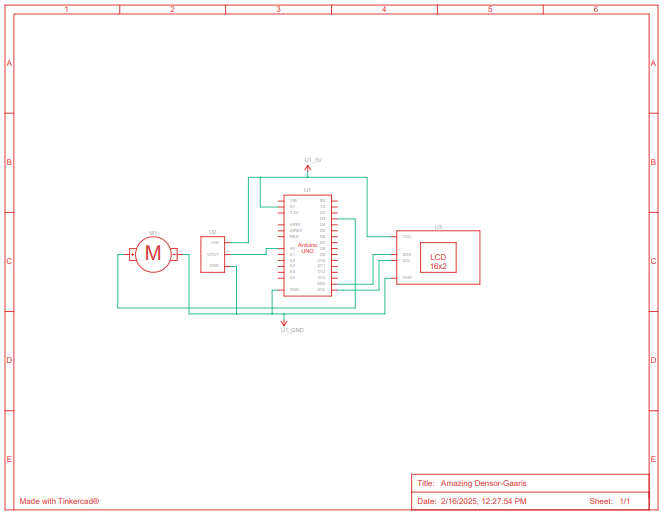 1 2 3 4 5 6
A A
B B
U1_5V
U1
VIN
5V
3.3V
VREF
IOREF
RES
A0
A1
A2
A3
A4
A5
GND
RX
TX
D2
D3
D4
D5
D6
D7
D8
D9
D10
D11
D12
D13
SDA
SCL
Arduino
UNO
C C
M1
M
U2
+VS
VOUT
GND
U3
VCC
SDA
SCL
GND
LCD
16x2
U1_GND
D D
E E
Title: Amazing Densor-Gaaris
Date: 2/16/2025, 12:27:54 PM Sheet: 1/1
Made with Tinkercad®